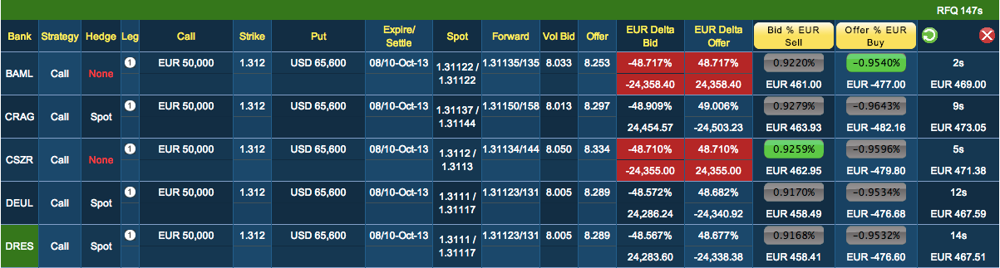 RFQ 147s
Bank Strategy Hedge Leg Call Strike Put Expire/ Settle Spot Forward Vol Bid Offer EUR Delta Bid EUR Delta Offer Bid % EUR Sell Offer % EUR Buy
BAML Call None 1 EUR 50,000 1.312 USD 65,600 08/10-Oct-13 1.31122 / 1.31122 1.31135/135 8.033 8.253 -48.717% 48.717% 0.9220% -0.9540% 2s
-24,358.40 24,358.40 EUR 461.00 EUR -477.00 EUR 469.00
CRAG Call Spot 1 EUR 50,000 1.312 USD 65,600 08/10-Oct-13 1.31137 / 1.31144 1.31150/158 8.013 8.297 -48.909% 49.006% 0.9279% -0.9643% 9s
24,454.57 -24,503.23 EUR 463.93 EUR -482.16 EUR 473.05
CSZR Call None 1 EUR 50,000 1.312 USD 65,600 08/10-Oct-13 1.3112 / 1.3113 1.31134/144 8.050 8.334 -48.710% 48.710% 0.9259% -0.9596% 5s
-24,355.00 24,355.00 EUR 462.95 EUR -479.80 EUR 471.38
DEUL Call Spot 1 EUR 50,000 1.312 USD 65,600 08/10-Oct-13 1.3111 / 1.31117 1.31123/131 8.005 8.289 -48.572% 48.682% 0.9170% -0.9534% 12s
24,286.24 -24,340.92 EUR 458.49 EUR -476.68 EUR 467.59
DRES Call Spot 1 EUR 50,000 1.312 USD 65,600 08/10-Oct-13 1.3111 / 1.31117 1.31123/131 8.005 8.289 -48.567% 48.677% 0.9168% -0.9532% 14s
24,283.60 -24,338.38 EUR 458.41 EUR -476.60 EUR 467.51